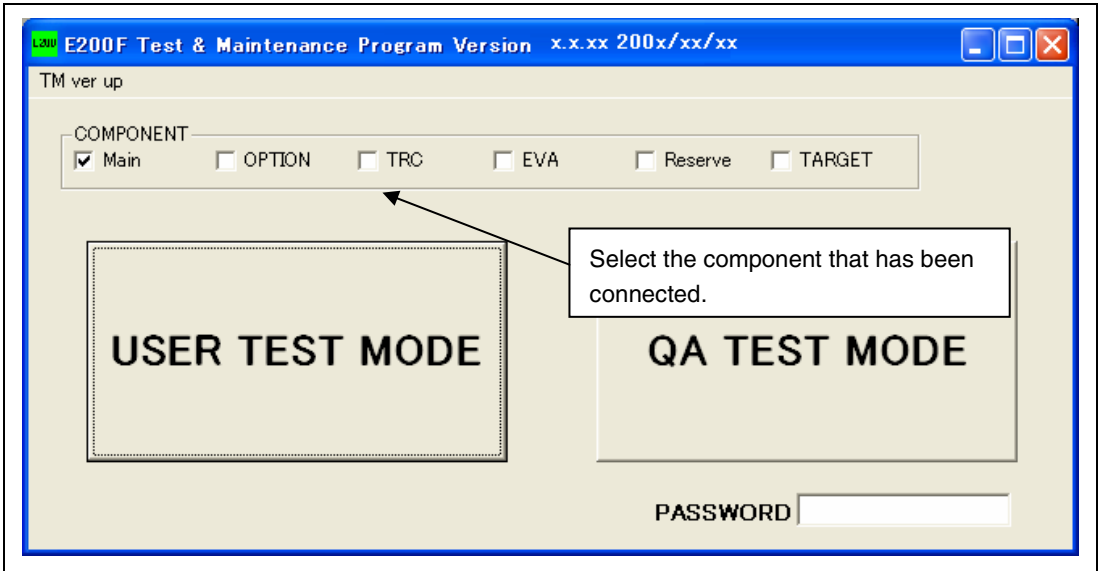 E200 E200F Test & Maintenance Program Version x.x.xx 200x/xx/xx
TM ver up
COMPONENT
Main OPTION TRC EVA Reserve TARGET
Select the component that has been
connected.
USER TEST MODE QA TEST MODE
PASSWORD